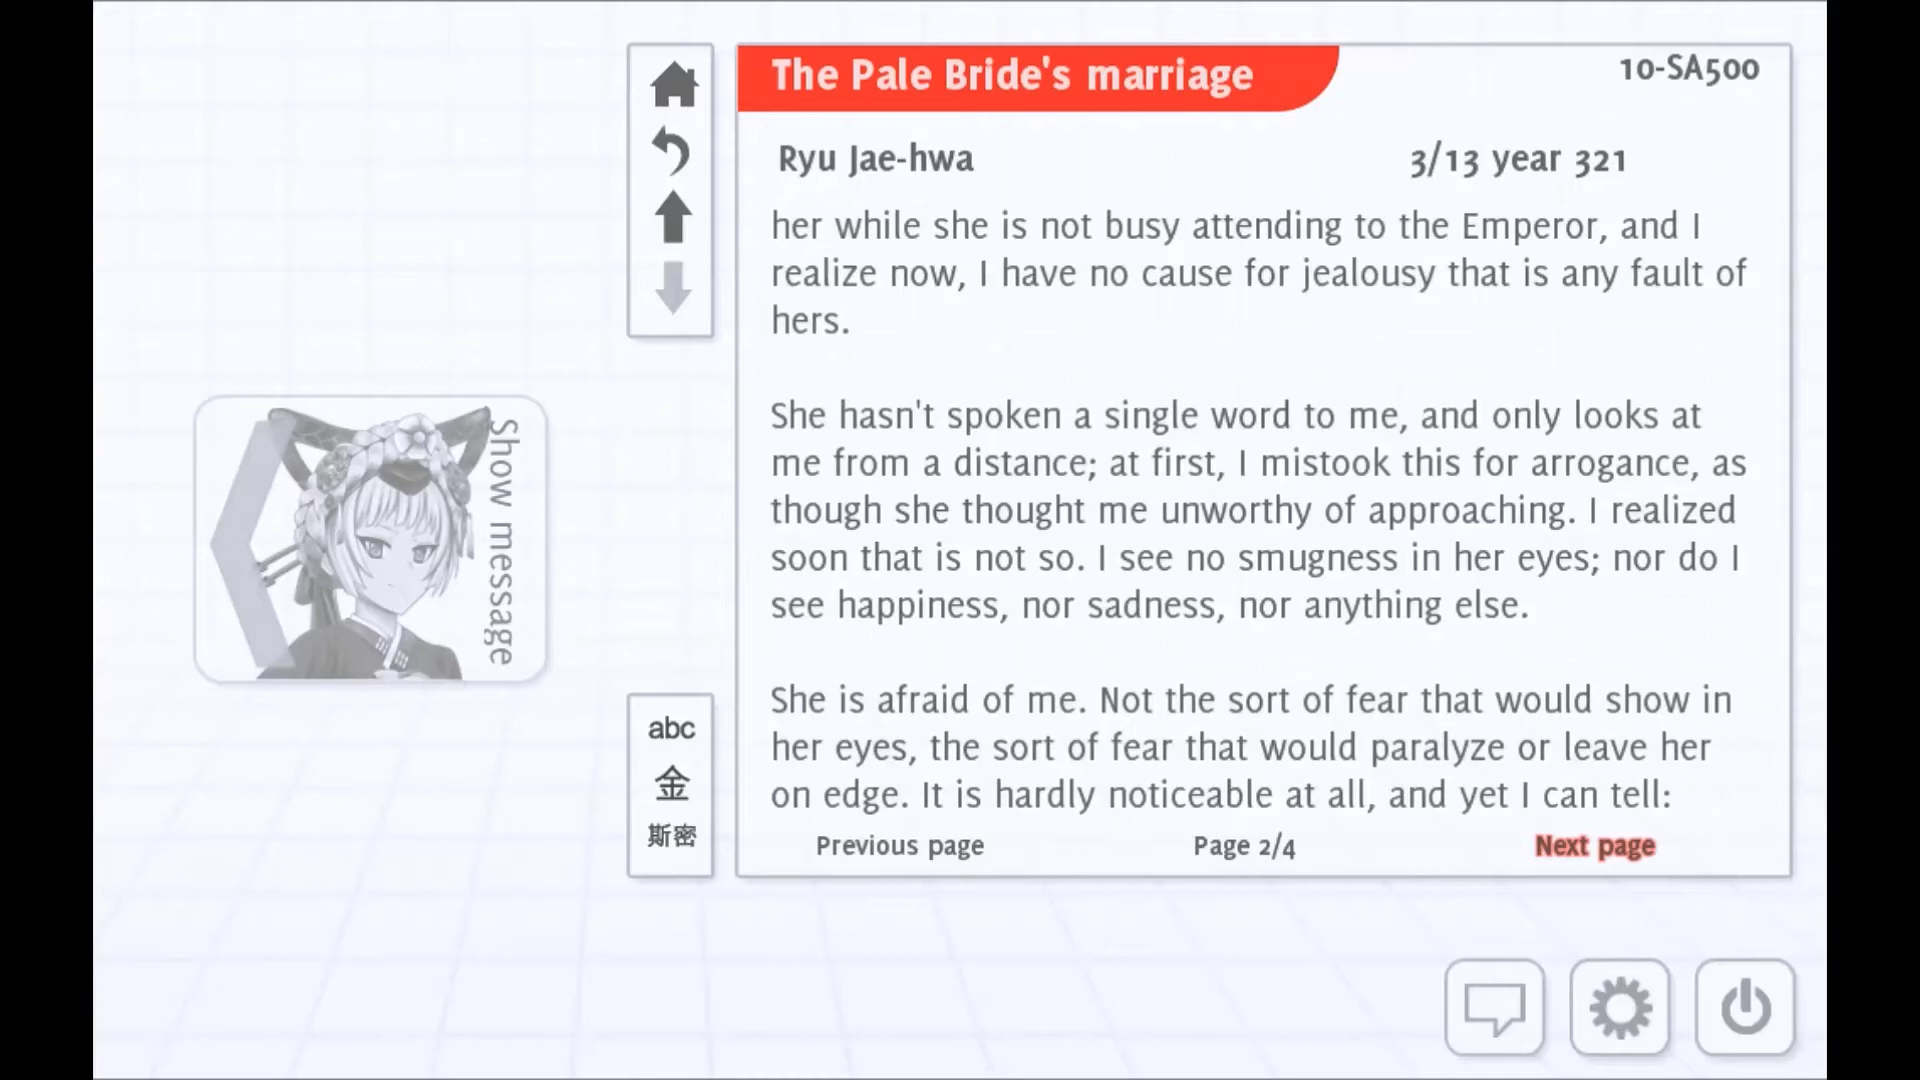 The Pale Bride's marriage
10-SA500
Ryu Jae-hwa
3/13 year 321
her while she is not busy attending to the Emperor, and I
realize now, I have no cause for jealousy that is any fault of
hers.
She hasn't spoken a single word to me, and only looks at
me from a distance; at first, I mistook this for arrogance, as
though she thought me unworthy of approaching. I realized
soon that is not so. I see no smugness in her eyes; nor do I
see happiness, nor sadness, nor anything else.
She is afraid of me. Not the sort of fear that would show in
her eyes, the sort of fear that would paralyze or leave her
on edge. It is hardly noticeable at all, and yet I can tell:
Previous page
Page 2/4
Next page
Show message
abc
金
斯密